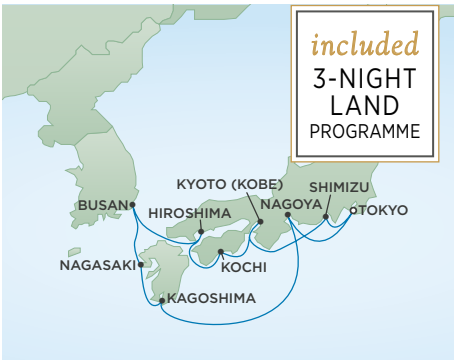 included
3-NIGHT
LAND
PROGRAMME
KYOTO (KOBE)
SHIMIZU
BUSAN
HIROSHIMA
NAGOYA
TOKYO
NAGASAKI
KOCHI
KAGOSHIMA